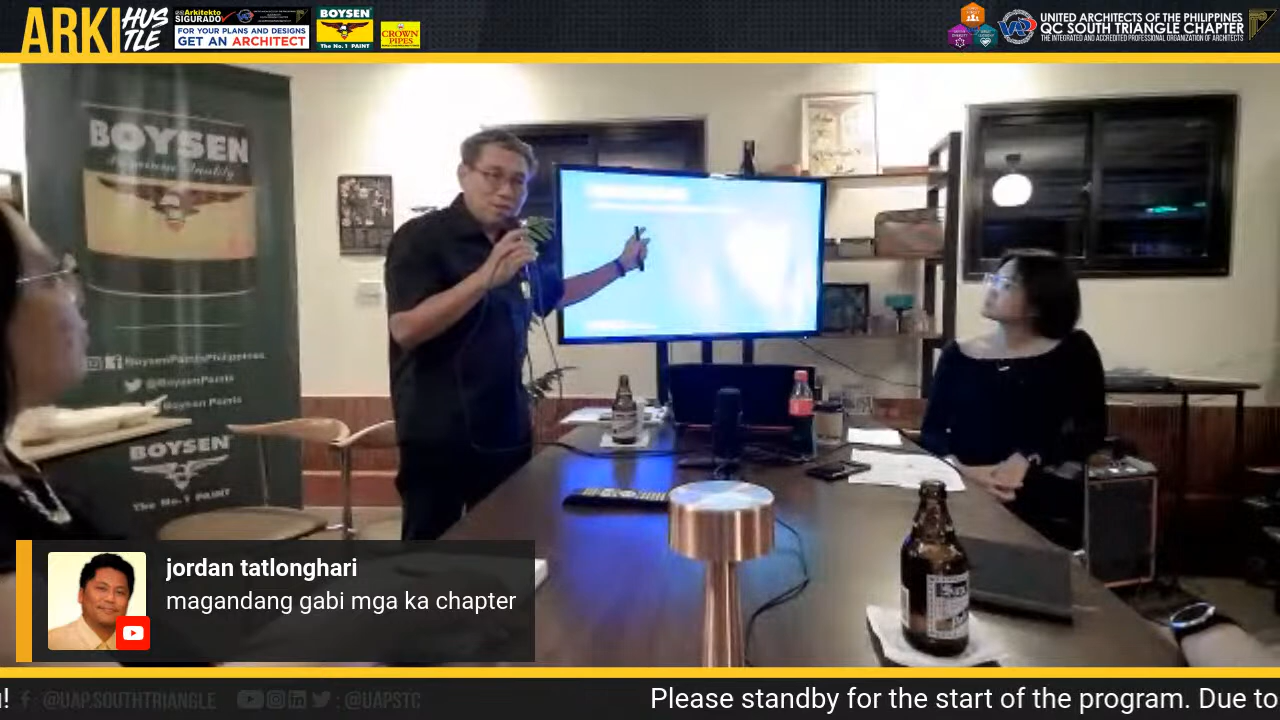 ARKI HUSTLE
Arkitekto
SIGURADO
FOR YOUR PLANS AND DESIGNS
GET AN ARCHITECT
BOYSEN
The No. 1 PAINT
CROWN
PIPES
UNITED ARCHITECTS OF THE PHILIPPINES
QC SOUTH TRIANGLE CHAPTER
THE INTEGRATED AND ACCREDITED PROFESSIONAL ORGANIZATION OF ARCHITECTS
BOYSEN
BoysenPaintsPhilippines
@BoysenPaints
Boysen Paints
BOYSEN
The No. 1 PAINT
jordan tatlonghari
magandang gabi mga ka chapter
! @UAP.SOUTHTRIANGLE : @UAPSTC Please standby for the start of the program. Due to